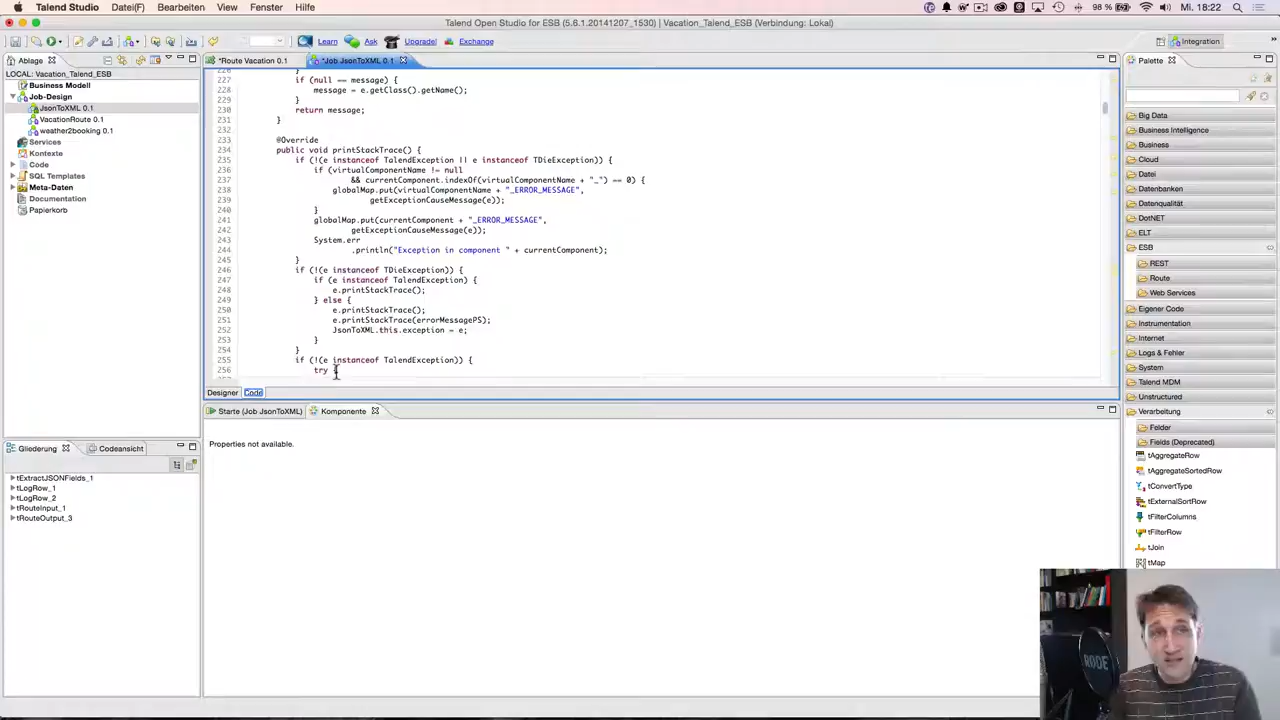 Talend Studio Datei(F) Bearbeiten View Fenster Hilfe
98 % Mi. 18:22
Talend Open Studio for ESB (5.6.1.20141207_1530) | Vacation_Talend_ESB (Verbindung: Lokal)
Learn Ask Upgrade! Exchange
Integration
Ablage
LOCAL: Vacation_Talend_ESB
Business Modell
Job-Design
JsonToXML 0.1
VacationRoute 0.1
weather2booking 0.1
Services
Kontexte
Code
SQL Templates
Meta-Daten
Documentation
Papierkorb
Gliederung Codeansicht
tExtractJSONFields_1
tLogRow_1
tLogRow_2
tRouteInput_1
tRouteOutput_3
*Route Vacation 0.1 *Job JsonToXML 0.1
226 }
227 if (null == message) {
228 message = e.getClass().getName();
229 }
230 return message;
231 }
232
233 @Override
234 public void printStackTrace() {
235 if (!(e instanceof TalendException || e instanceof TDieException)) {
236 if (virtualComponentName != null
237 && currentComponent.indexOf(virtualComponentName + "_") == 0) {
238 globalMap.put(virtualComponentName + "_ERROR_MESSAGE",
239 getExceptionCauseMessage(e));
240 }
241 globalMap.put(currentComponent + "_ERROR_MESSAGE",
242 getExceptionCauseMessage(e));
243 System.err
244 .println("Exception in component " + currentComponent);
245 }
246 if (!(e instanceof TDieException)) {
247 if (e instanceof TalendException) {
248 e.printStackTrace();
249 } else {
250 e.printStackTrace();
251 e.printStackTrace(errorMessagePS);
252 JsonToXML.this.exception = e;
253 }
254 }
255 if (!(e instanceof TalendException)) {
256 try {
Designer Code
Starte (Job JsonToXML) Komponente
Properties not available.
Palette
Big Data
Business Intelligence
Business
Cloud
Datei
Datenbanken
Datenqualität
DotNET
ELT
ESB
REST
Route
Web Services
Eigener Code
Instrumentation
Internet
Logs & Fehler
System
Talend MDM
Unstructured
Verarbeitung
Felder
Fields (Deprecated)
tAggregateRow
tAggregateSortedRow
tConvertType
tExternalSortRow
tFilterColumns
tFilterRow
tJoin
tMap
RODE